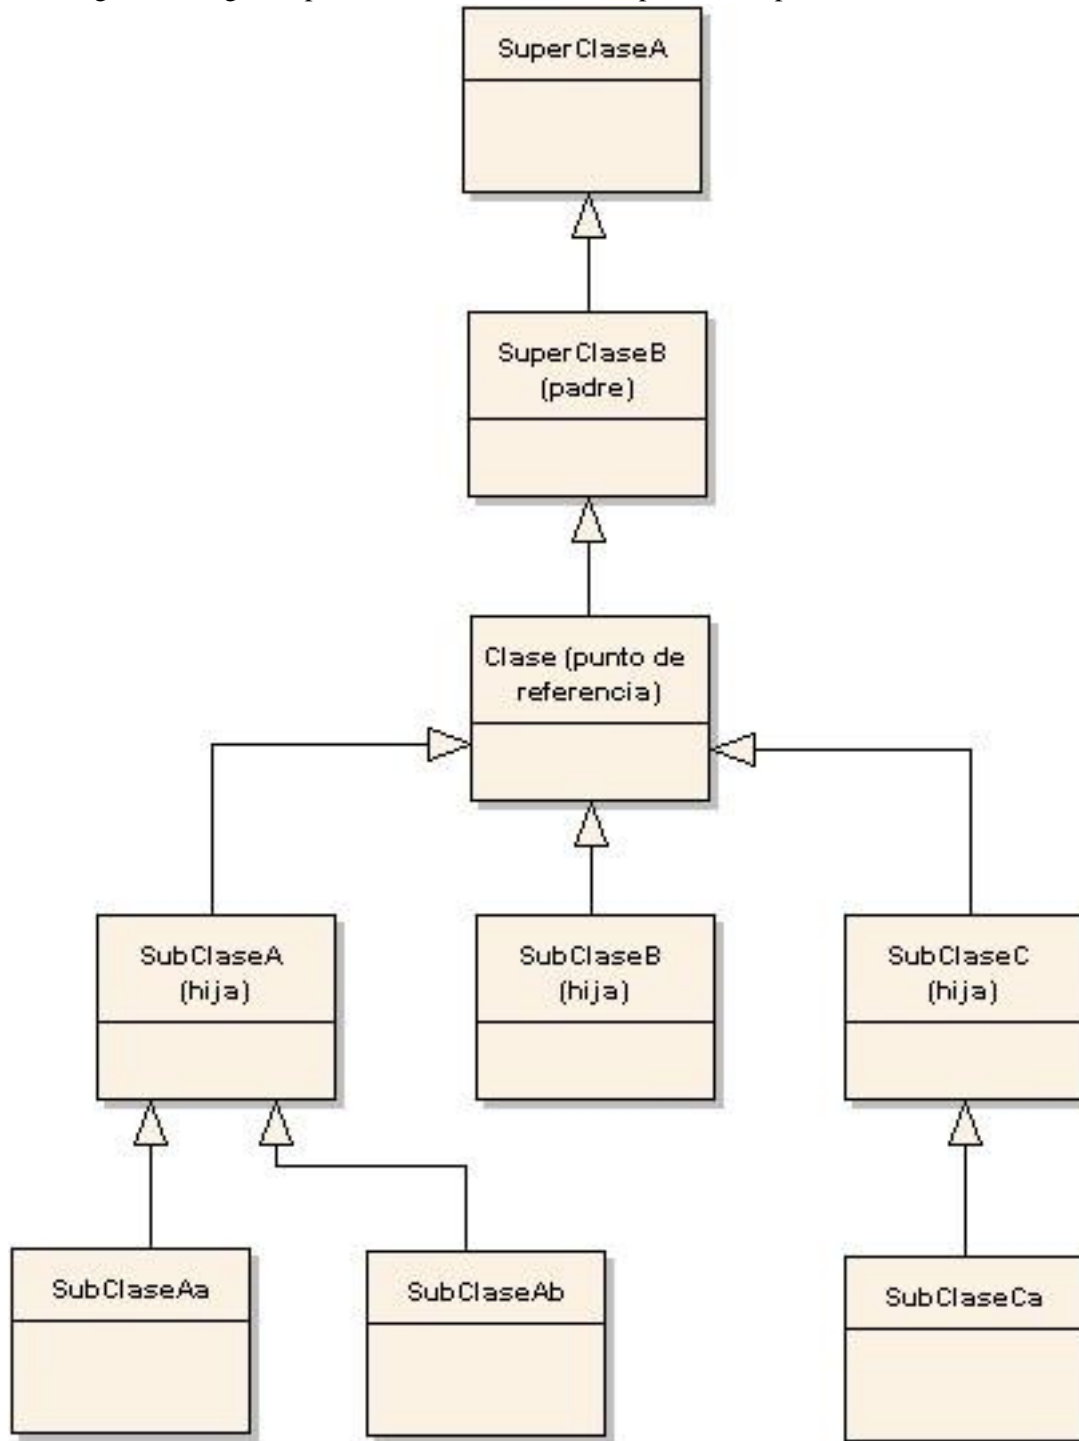 SuperClaseA
SuperClaseB
(padre)
Clase (punto de
referencia)
SubClaseA
(hija)
SubClaseB
(hija)
SubClaseC
(hija)
SubClaseAa
SubClaseAb
SubClaseCa